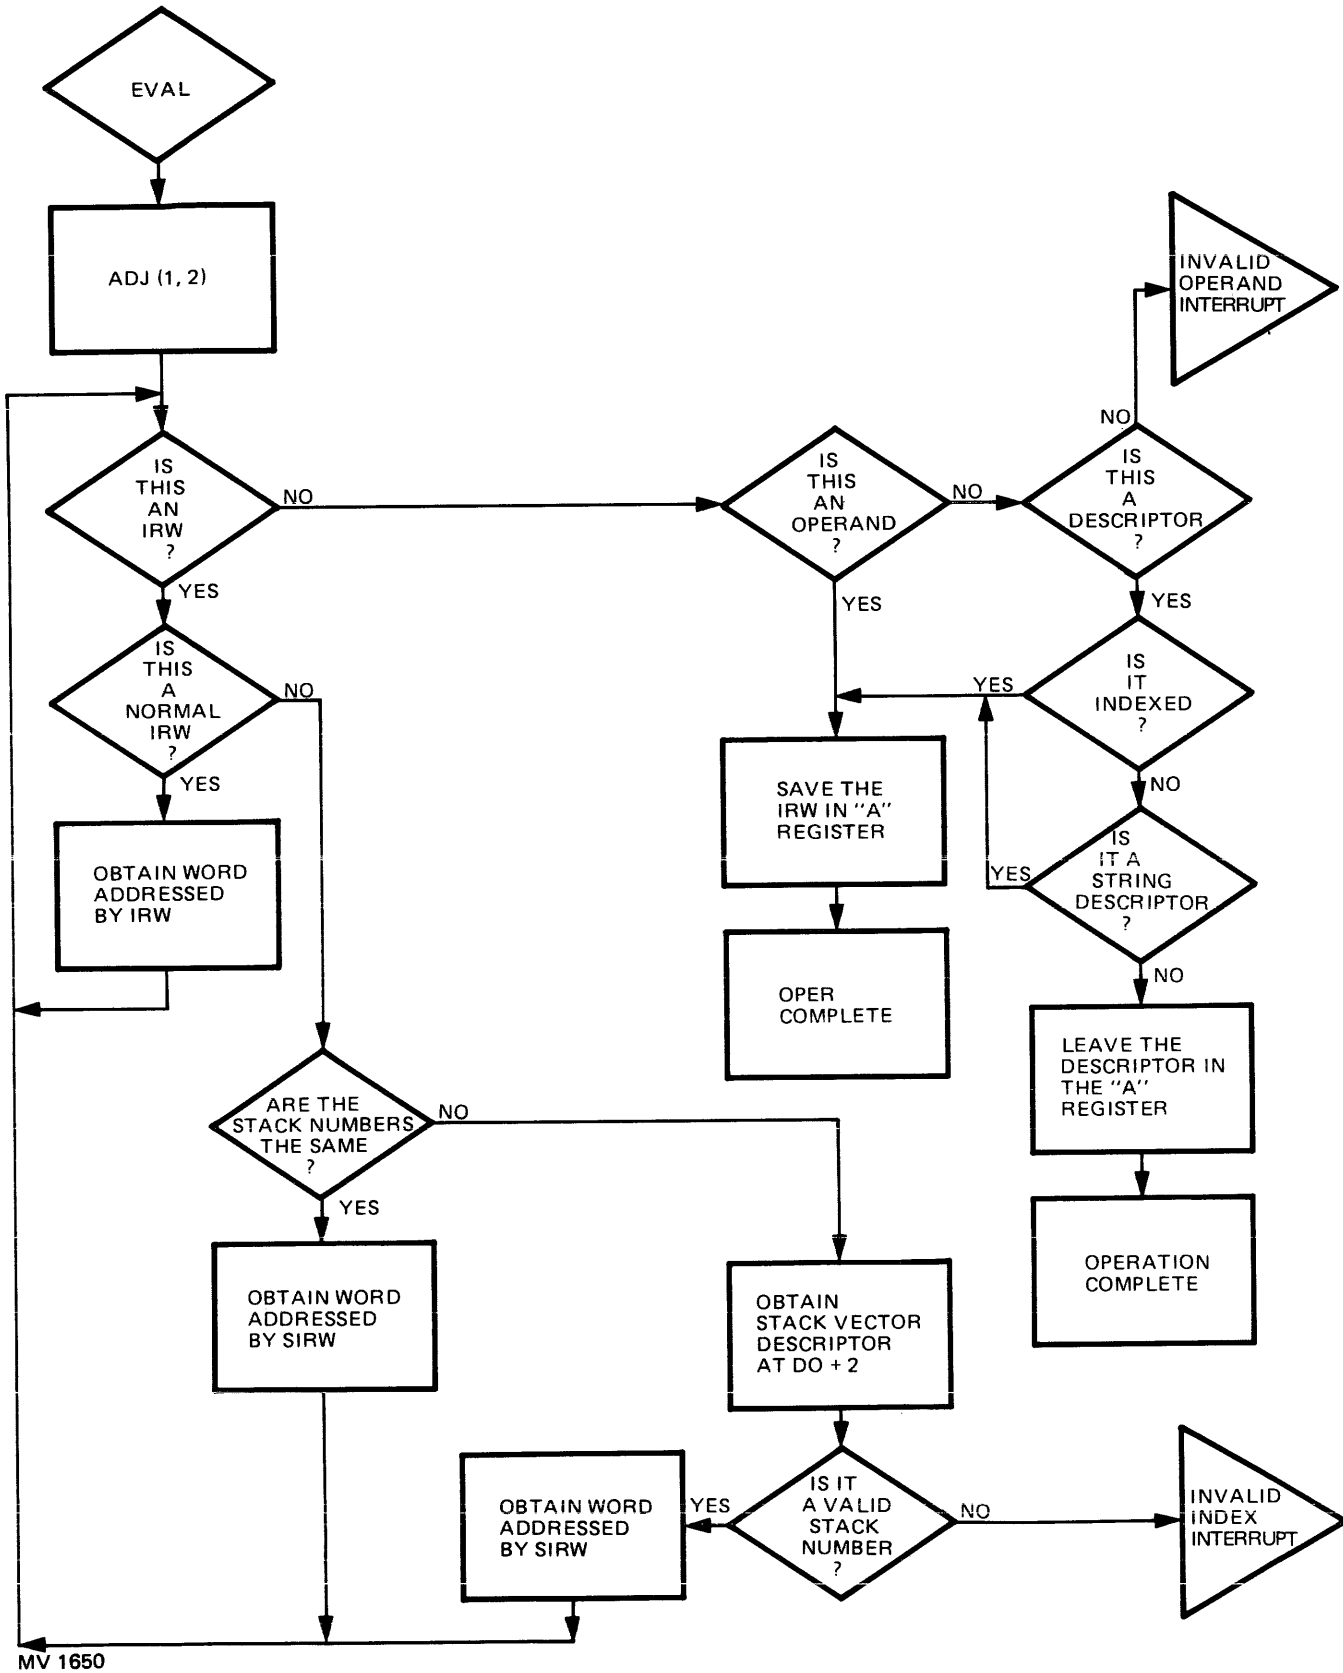 EVAL
ADJ (1, 2)
INVALID
OPERAND
INTERRUPT
IS
THIS
AN
IRW
?
NO
YES
IS
THIS
AN
OPERAND
?
NO
YES
IS
THIS
A
DESCRIPTOR
?
NO
YES
IS
THIS
A
NORMAL
IRW
?
NO
YES
IS
IT
INDEXED
?
YES
NO
OBTAIN WORD
ADDRESSED
BY IRW
SAVE THE
IRW IN "A"
REGISTER
IS
IT A
STRING
DESCRIPTOR
?
YES
NO
OPER
COMPLETE
LEAVE THE
DESCRIPTOR IN
THE "A"
REGISTER
ARE THE
STACK NUMBERS
THE SAME
?
NO
YES
OPERATION
COMPLETE
OBTAIN WORD
ADDRESSED
BY SIRW
OBTAIN
STACK VECTOR
DESCRIPTOR
AT DO + 2
OBTAIN WORD
ADDRESSED
BY SIRW
YES
IS IT
A VALID
STACK
NUMBER
?
NO
INVALID
INDEX
INTERRUPT
MV 1650